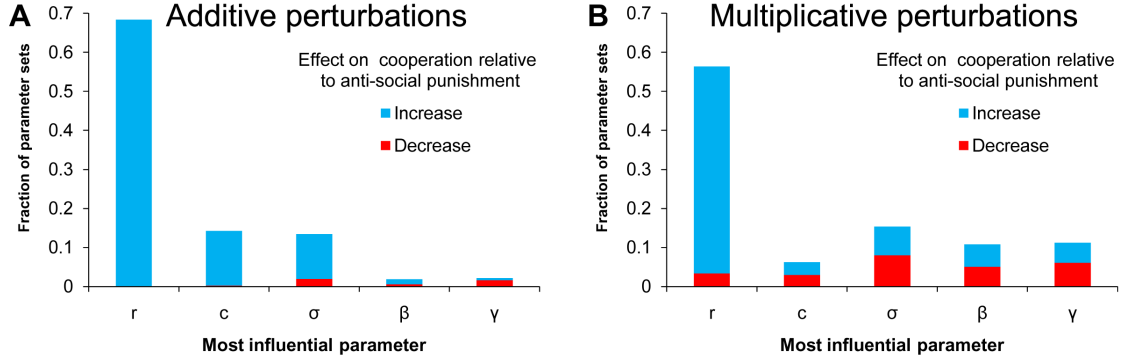 A
Additive perturbations
Fraction of parameter sets
0.7
0.6
0.5
0.4
0.3
0.2
0.1
0
Effect on cooperation relative
to anti-social punishment
Increase
Decrease
r c σ β γ
Most influential parameter
B
Multiplicative perturbations
Fraction of parameter sets
0.7
0.6
0.5
0.4
0.3
0.2
0.1
0
Effect on cooperation relative
to anti-social punishment
Increase
Decrease
r c σ β γ
Most influential parameter